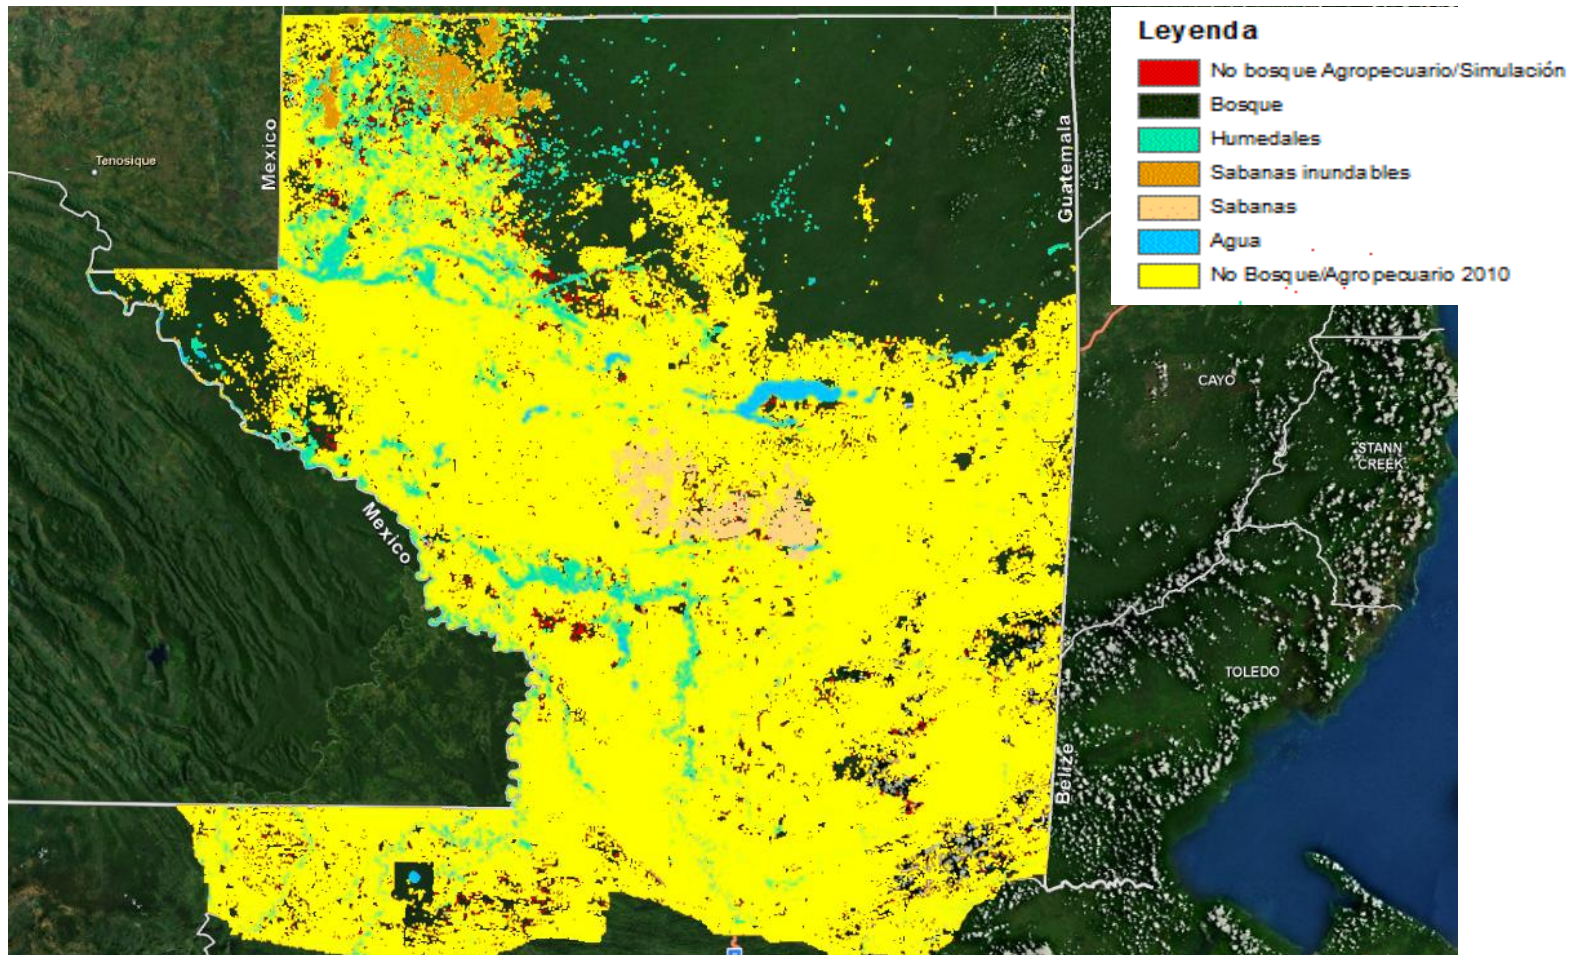 Leyenda
No bosque Agropecuario/Simulación
Bosque
Humedales
Sabanas inundables
Sabanas
Agua
No Bosque/Agropecuario 2010
Tenosique
Mexico
Guatemala
CAYO
STANN
CREEK
Mexico
TOLEDO
Belize